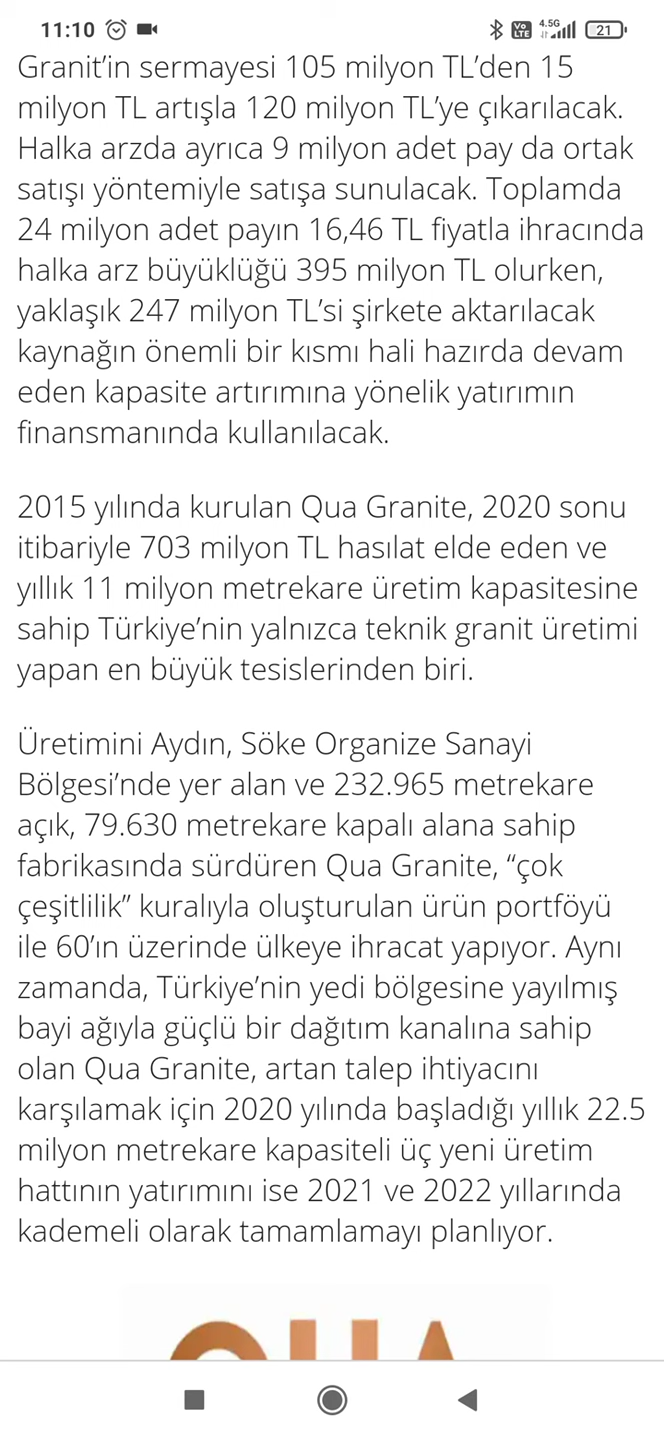 11:10
Vo LTE
4.5G
21
Granit’in sermayesi 105 milyon TL’den 15
milyon TL artışla 120 milyon TL’ye çıkarılacak.
Halka arzda ayrıca 9 milyon adet pay da ortak
satışı yöntemiyle satışa sunulacak. Toplamda
24 milyon adet payın 16,46 TL fiyatla ihracında
halka arz büyüklüğü 395 milyon TL olurken,
yaklaşık 247 milyon TL’si şirkete aktarılacak
kaynağın önemli bir kısmı hali hazırda devam
eden kapasite artırımına yönelik yatırımın
finansmanında kullanılacak.
2015 yılında kurulan Qua Granite, 2020 sonu
itibariyle 703 milyon TL hasılat elde eden ve
yıllık 11 milyon metrekare üretim kapasitesine
sahip Türkiye’nin yalnızca teknik granit üretimi
yapan en büyük tesislerinden biri.
Üretimini Aydın, Söke Organize Sanayi
Bölgesi’nde yer alan ve 232.965 metrekare
açık, 79.630 metrekare kapalı alana sahip
fabrikasında sürdüren Qua Granite, “çok
çeşitlilik” kuralıyla oluşturulan ürün portföyü
ile 60’ın üzerinde ülkeye ihracat yapıyor. Aynı
zamanda, Türkiye’nin yedi bölgesine yayılmış
bayi ağıyla güçlü bir dağıtım kanalına sahip
olan Qua Granite, artan talep ihtiyacını
karşılamak için 2020 yılında başladığı yıllık 22.5
milyon metrekare kapasiteli üç yeni üretim
hattının yatırımını ise 2021 ve 2022 yıllarında
kademeli olarak tamamlamayı planlıyor.
QUA